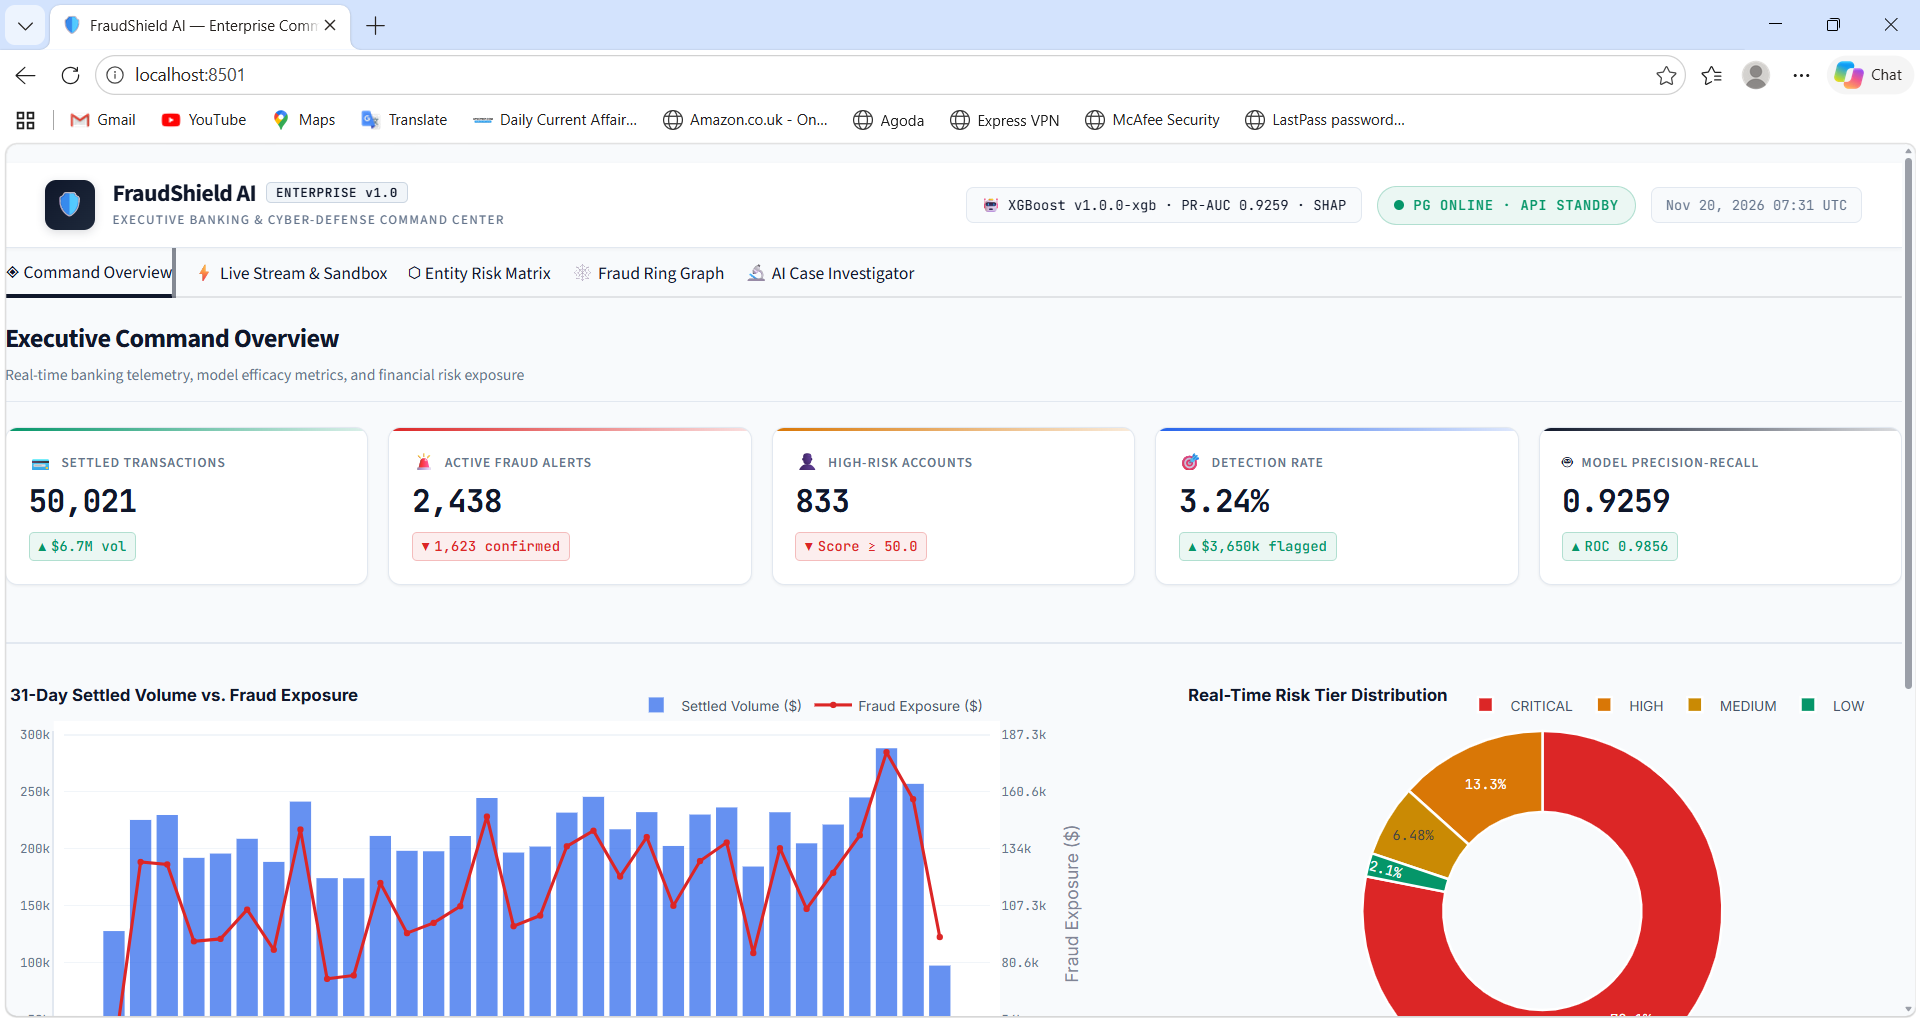 FraudShield AI — Enterprise Comm
localhost:8501
Chat
Gmail
YouTube
Maps
Translate
Daily Current Affair...
Amazon.co.uk - On...
Agoda
Express VPN
McAfee Security
LastPass password...
FraudShield AI ENTERPRISE v1.0
EXECUTIVE BANKING & CYBER-DEFENSE COMMAND CENTER
XGBoost v1.0.0-xgb · PR-AUC 0.9259 · SHAP
PG ONLINE · API STANDBY
Nov 20, 2026 07:31 UTC
Command Overview
Live Stream & Sandbox
Entity Risk Matrix
Fraud Ring Graph
AI Case Investigator
Executive Command Overview
Real-time banking telemetry, model efficacy metrics, and financial risk exposure
SETTLED TRANSACTIONS
50,021
▲ $6.7M vol
ACTIVE FRAUD ALERTS
2,438
▼ 1,623 confirmed
HIGH-RISK ACCOUNTS
833
▼ Score ≥ 50.0
DETECTION RATE
3.24%
▲ $3,650k flagged
MODEL PRECISION-RECALL
0.9259
▲ ROC 0.9856
31-Day Settled Volume vs. Fraud Exposure
Settled Volume ($)
Fraud Exposure ($)
300k
250k
200k
150k
100k
187.3k
160.6k
134k
107.3k
80.6k
Fraud Exposure ($)
Real-Time Risk Tier Distribution
CRITICAL
HIGH
MEDIUM
LOW
13.3%
6.48%
2.1%